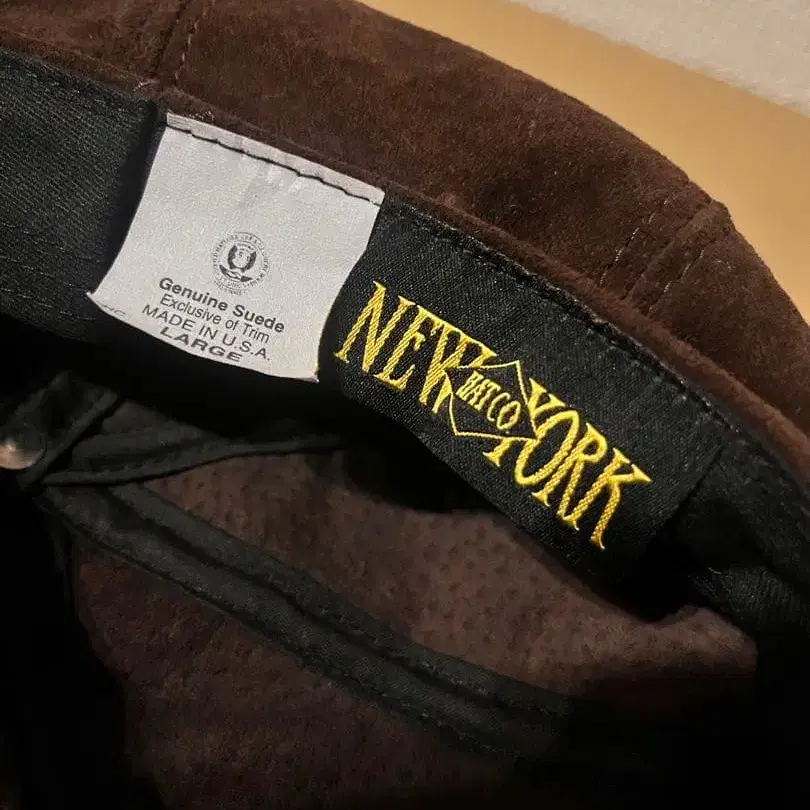 Genuine Suede
Exclusive of Trim
MADE IN U.S.A.
LARGE
NEW YORK
HAT CO